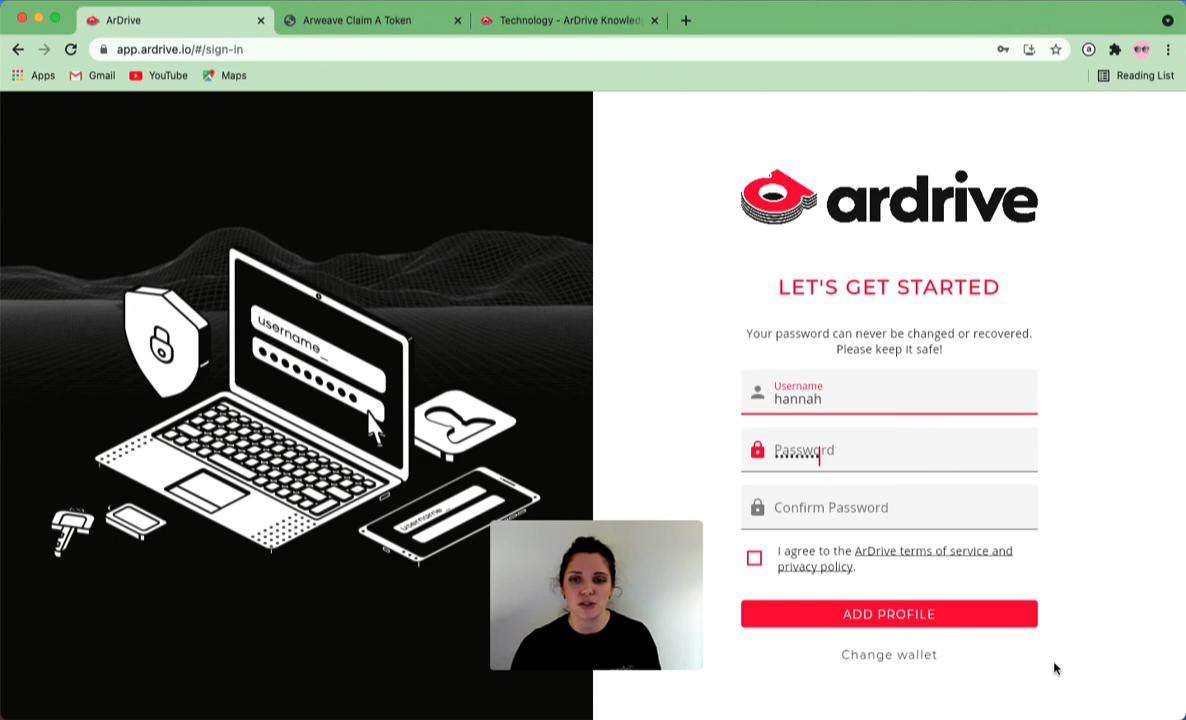 ArDrive
Arweave Claim A Token
Technology - ArDrive Knowled
app.ardrive.io/#/sign-in
Apps
Gmail
YouTube
Maps
Reading List
username_
username_
ardrive
LET'S GET STARTED
Your password can never be changed or recovered.
Please keep it safe!
Username
hannah
Password
Confirm Password
I agree to the ArDrive terms of service and
privacy policy.
ADD PROFILE
Change wallet